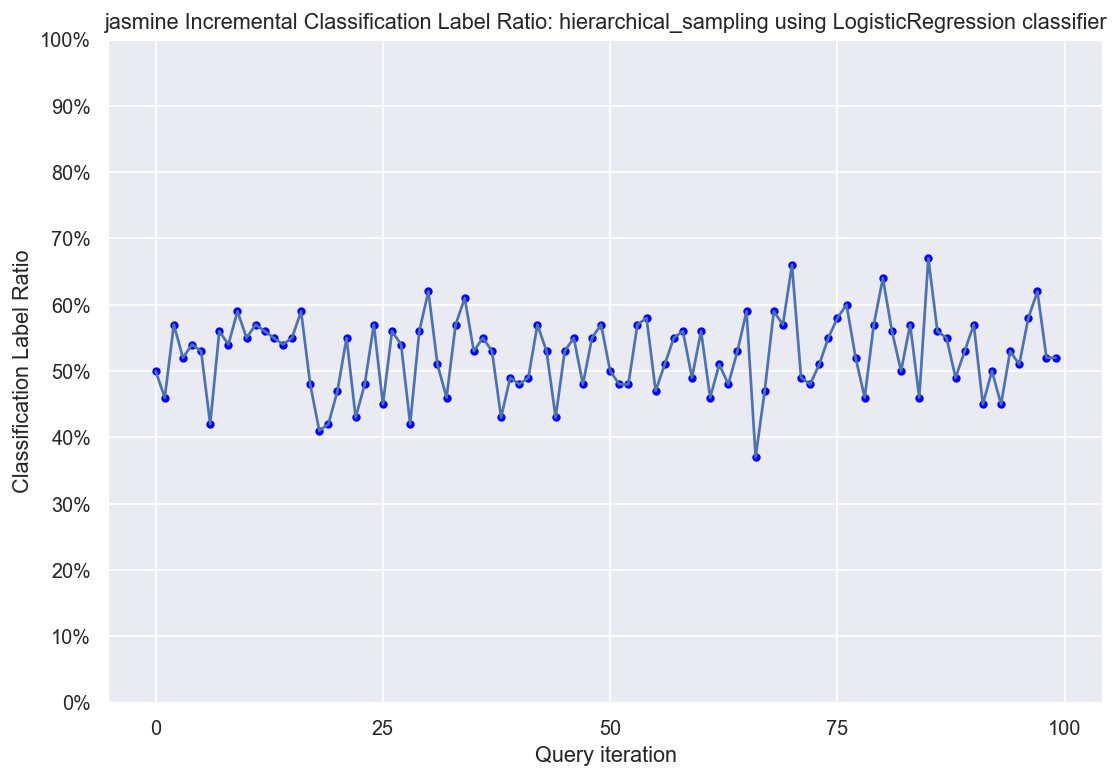 jasmine Incremental Classification Label Ratio: hierarchical_sampling using LogisticRegression classifier
100%
90%
80%
70%
60%
50%
40%
30%
20%
10%
0%
Classification Label Ratio
0 25 50 75 100
Query iteration